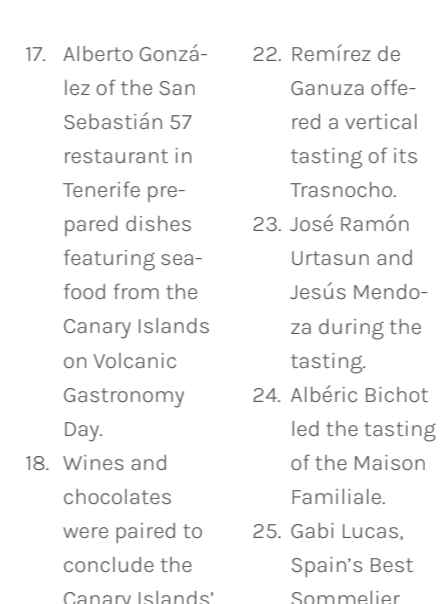 17. Alberto Gonzá-
lez of the San
Sebastián 57
restaurant in
Tenerife pre-
pared dishes
featuring sea-
food from the
Canary Islands
on Volcanic
Gastronomy
Day.
18. Wines and
chocolates
were paired to
conclude the
Canary Islands’
22. Remírez de
Ganuza offe-
red a vertical
tasting of its
Trasnocho.
23. José Ramón
Urtasun and
Jesús Mendo-
za during the
tasting.
24. Albéric Bichot
led the tasting
of the Maison
Familiale.
25. Gabi Lucas,
Spain’s Best
Sommelier